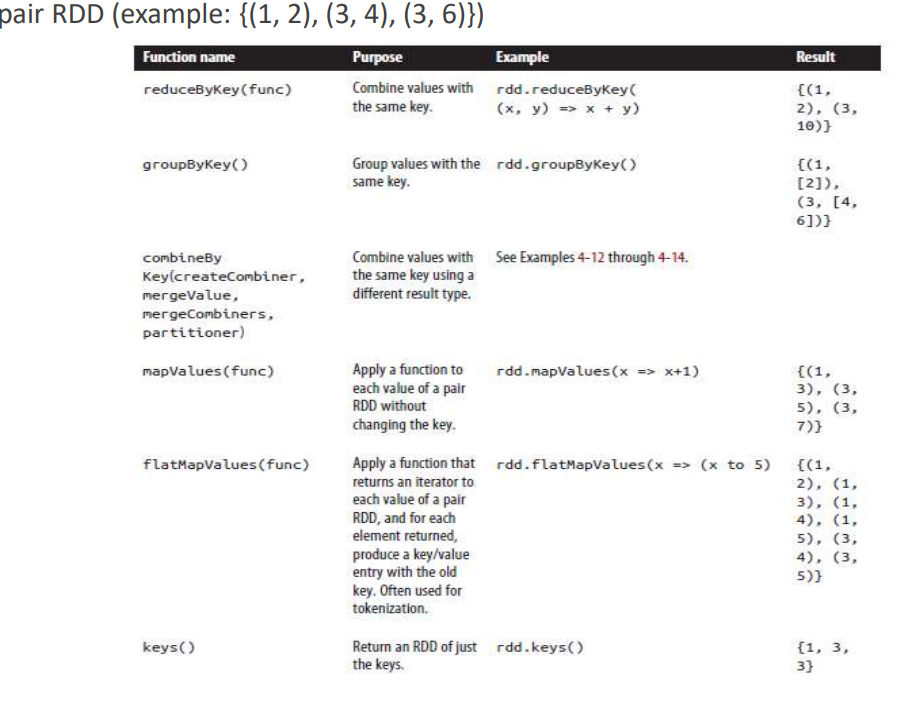 pair RDD (example: {(1, 2), (3, 4), (3, 6)})
Function name Purpose Example Result
reduceByKey(func) Combine values with rdd.reduceByKey( {(1,
the same key. (x, y) => x + y) 2), (3,
10)}
groupByKey() Group values with the rdd.groupByKey() {(1,
same key. [2]),
(3, [4,
6])}
combineBy Combine values with See Examples 4-12 through 4-14.
Key(createCombiner, the same key using a
mergeValue, different result type.
mergeCombiners,
partitioner)
mapValues(func) Apply a function to rdd.mapValues(x => x+1) {(1,
each value of a pair 3), (3,
RDD without 5), (3,
changing the key. 7)}
flatMapValues(func) Apply a function that rdd.flatMapValues(x => (x to 5) {(1,
returns an iterator to 2), (1,
each value of a pair 3), (1,
RDD, and for each 4), (1,
element returned, 5), (3,
produce a key/value 4), (3,
entry with the old 5)}
key. Often used for
tokenization.
keys() Return an RDD of just rdd.keys() {1, 3,
the keys. 3}